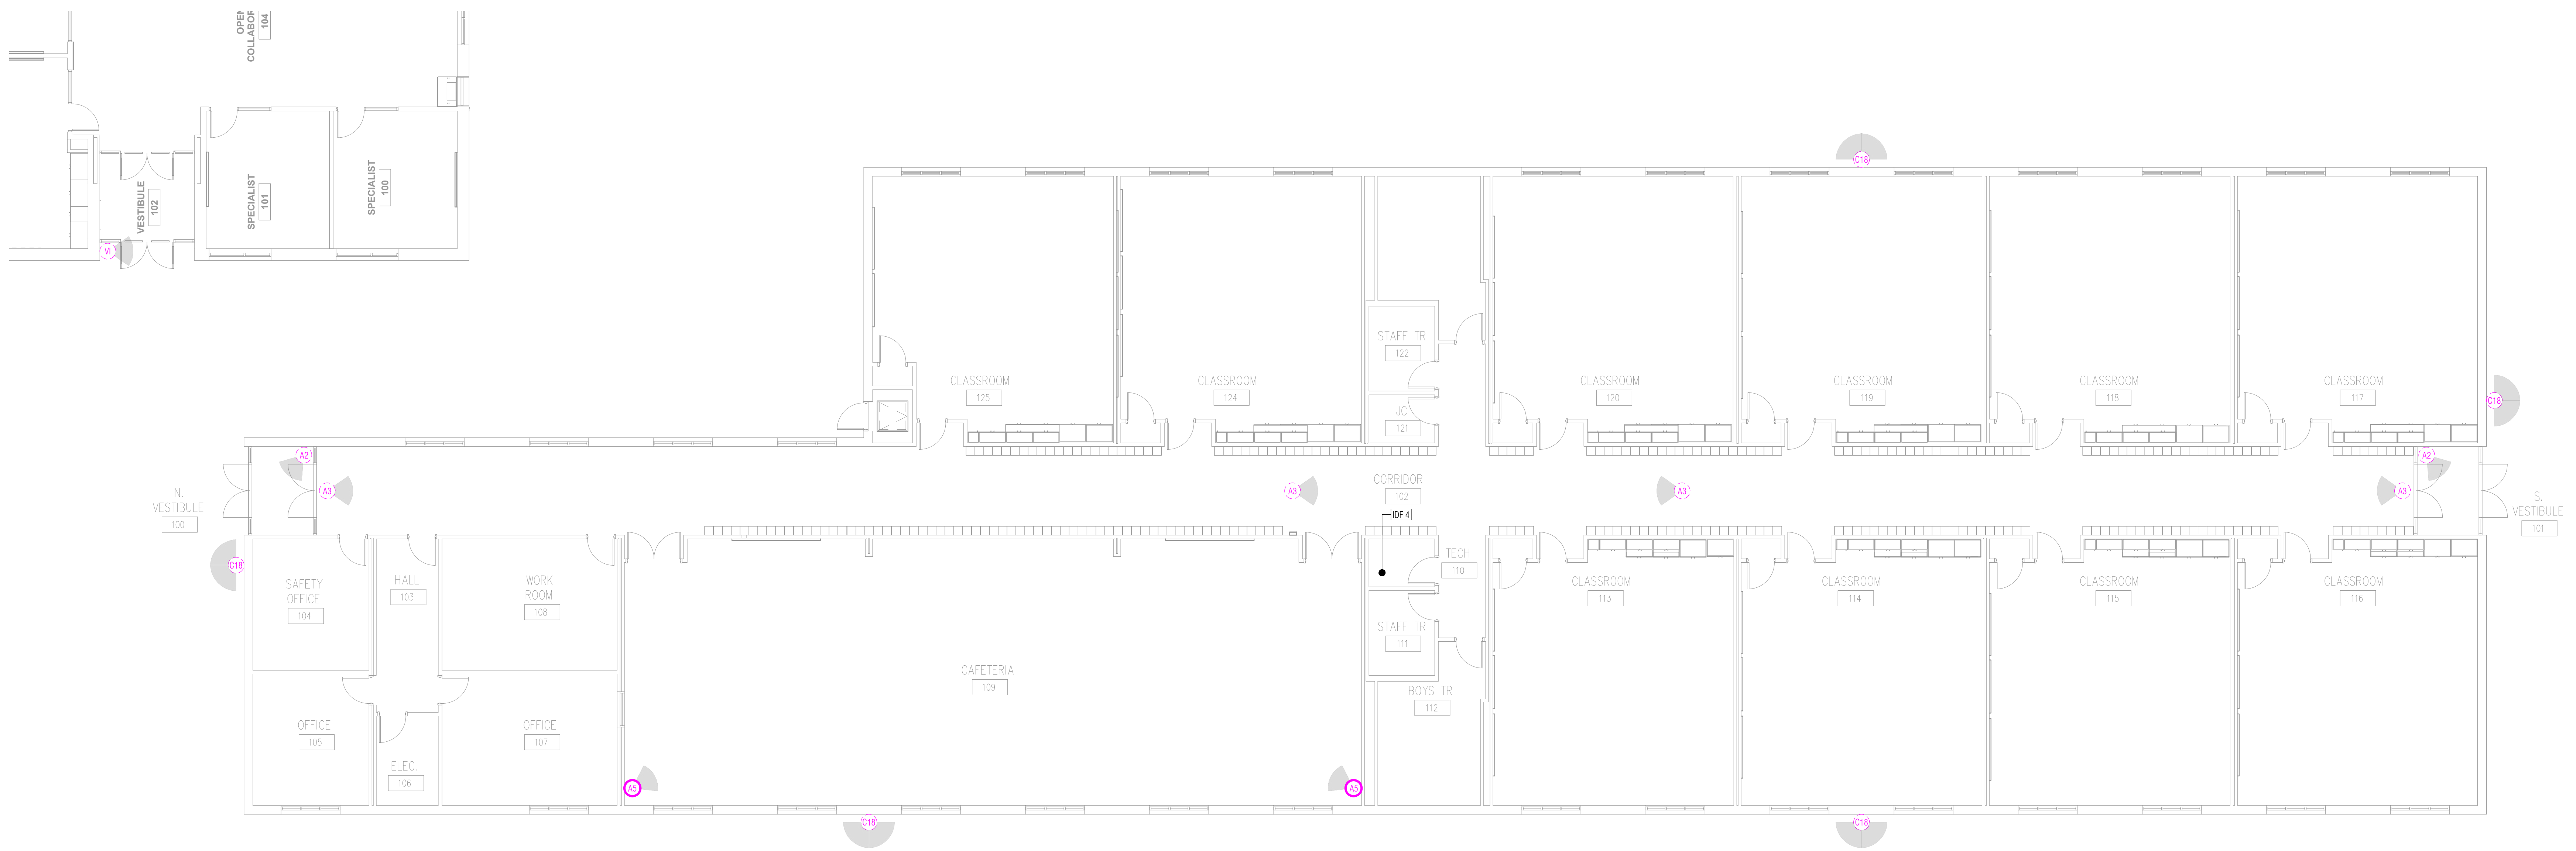 OPEN
COLLABOR
104
SPECIALIST
101
SPECIALIST
100
VESTIBULE
102
VI
C18
CLASSROOM
125
CLASSROOM
124
STAFF TR
122
JC
121
CLASSROOM
120
CLASSROOM
119
CLASSROOM
118
CLASSROOM
117
C18
A2
A3
N.
VESTIBULE
100
A3
CORRIDOR
102
IDF 4
A3
A2
A3
S.
VESTIBULE
101
C18
SAFETY
OFFICE
104
HALL
103
WORK
ROOM
108
TECH
110
CLASSROOM
113
CLASSROOM
114
CLASSROOM
115
CLASSROOM
116
STAFF TR
111
CAFETERIA
109
BOYS TR
112
OFFICE
105
ELEC.
106
OFFICE
107
A5
A5
C18
C18